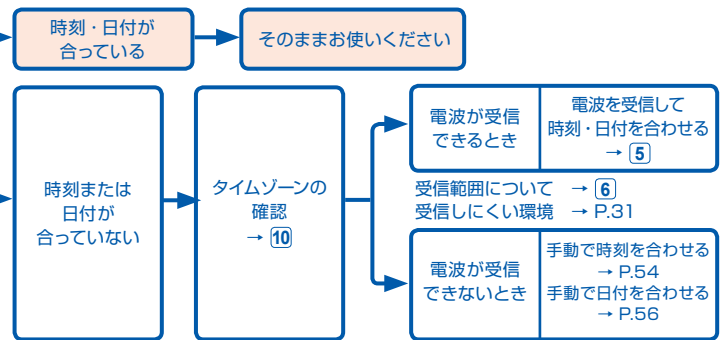 時刻・日付が
合っている
そのままお使いください
時刻または
日付が
合っていない
タイムゾーンの
確認
→ 10
電波が受信
できるとき
電波を受信して
時刻・日付を合わせる
→ 5
受信範囲について → 6
受信しにくい環境 → P.31
電波が受信
できないとき
手動で時刻を合わせる
→ P.54
手動で日付を合わせる
→ P.56